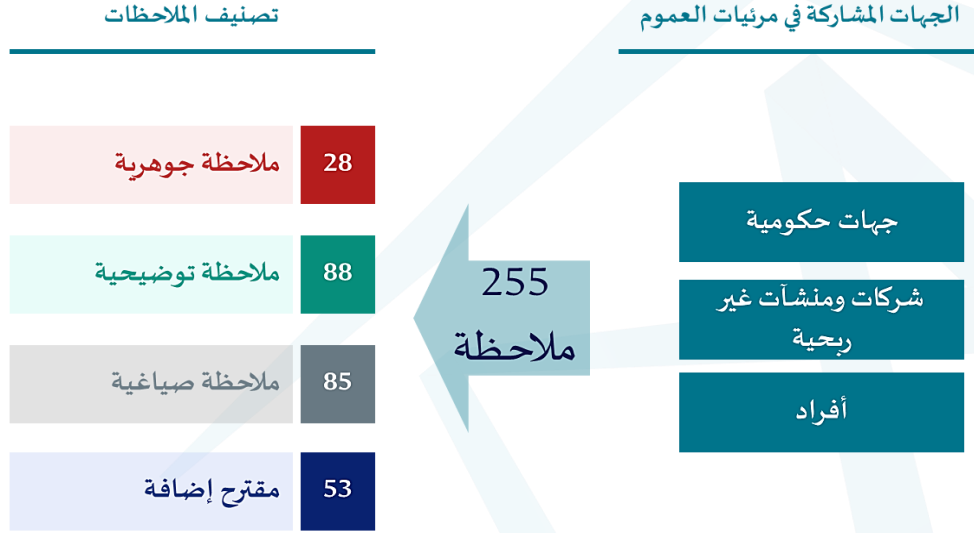 الجهات المشاركة في مرئيات العموم
جهات حكومية
شركات ومنشآت غير
ربحية
أفراد
255
ملاحظة
تصنيف الملاحظات
28 ملاحظة جوهرية
88 ملاحظة توضيحية
85 ملاحظة صياغية
53 مقترح إضافة